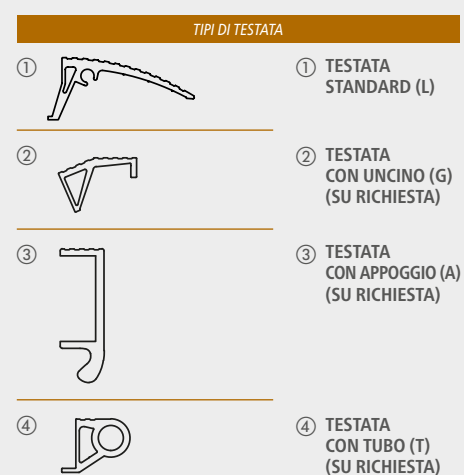 TIPI DI TESTATA
①
① TESTATA
STANDARD (L)
②
② TESTATA
CON UNCINO (G)
(SU RICHIESTA)
③
③ TESTATA
CON APPOGGIO (A)
(SU RICHIESTA)
④
④ TESTATA
CON TUBO (T)
(SU RICHIESTA)